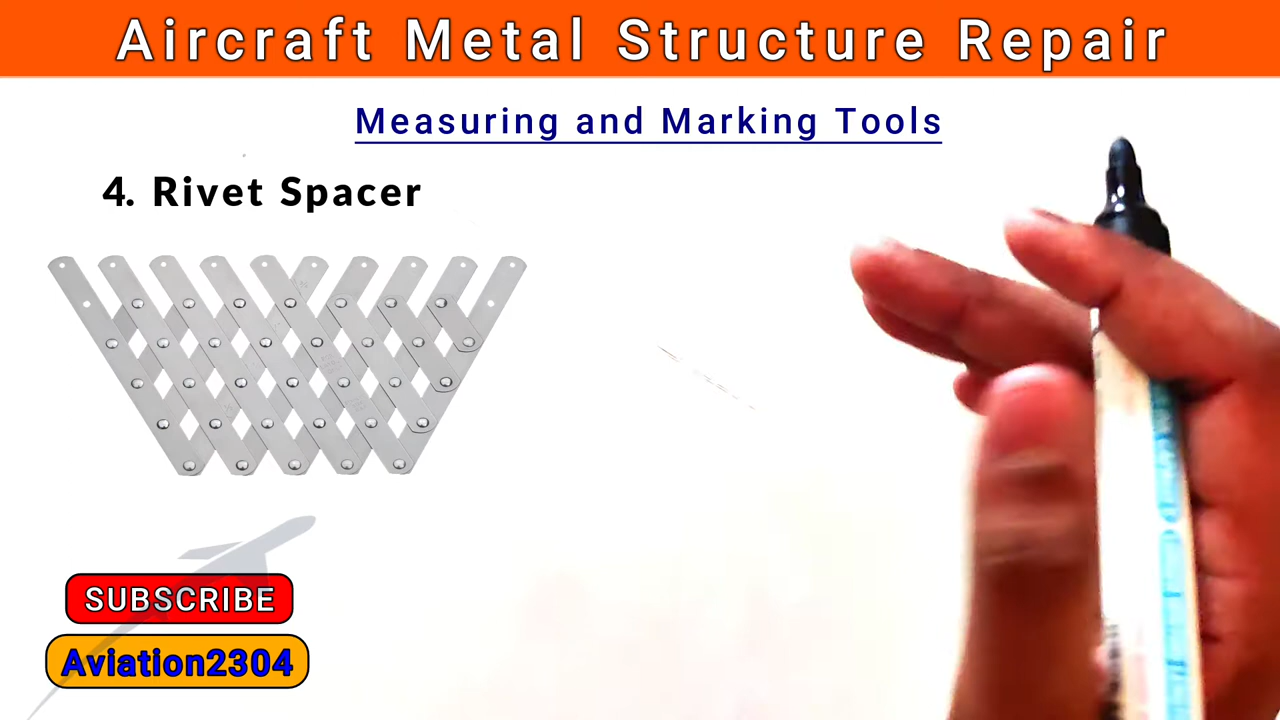 Aircraft Metal Structure Repair
Measuring and Marking Tools
4. Rivet Spacer
SUBSCRIBE
Aviation2304